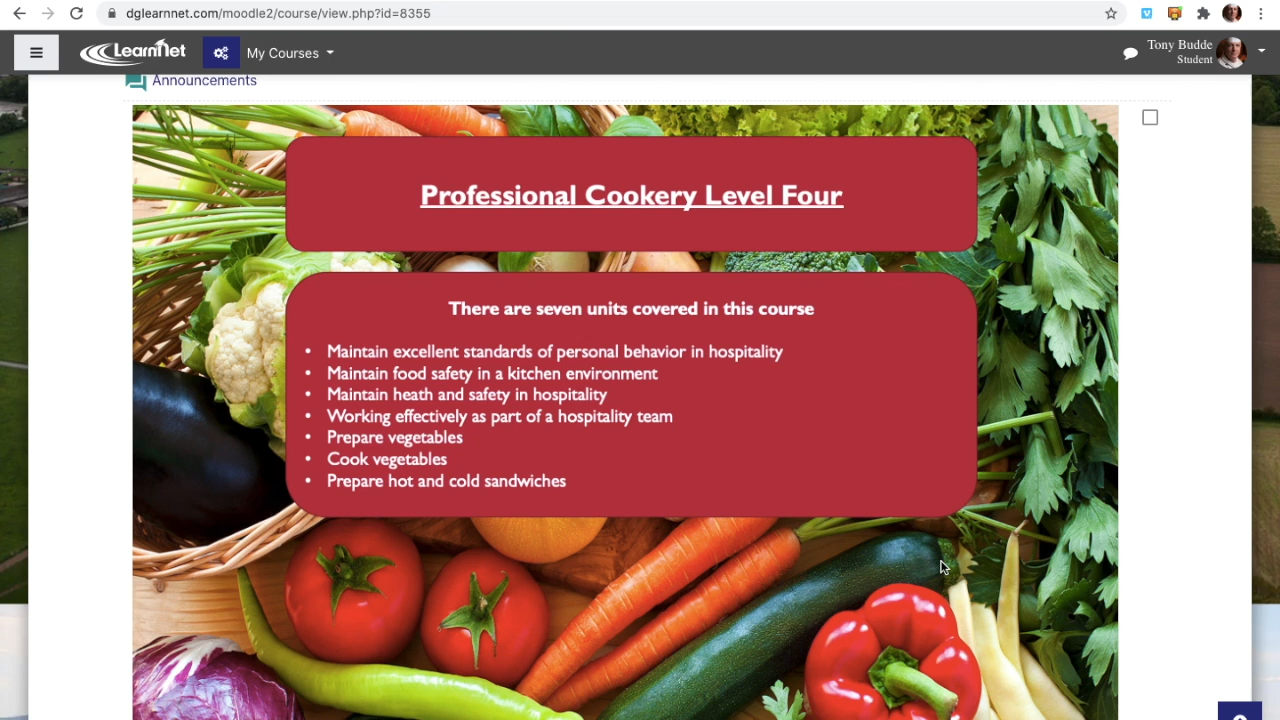 dglearnnet.com/moodle2/course/view.php?id=8355
LearnNet
My Courses
Tony Budde
Student
Announcements
Professional Cookery Level Four
There are seven units covered in this course
• Maintain excellent standards of personal behavior in hospitality
• Maintain food safety in a kitchen environment
• Maintain heath and safety in hospitality
• Working effectively as part of a hospitality team
• Prepare vegetables
• Cook vegetables
• Prepare hot and cold sandwiches